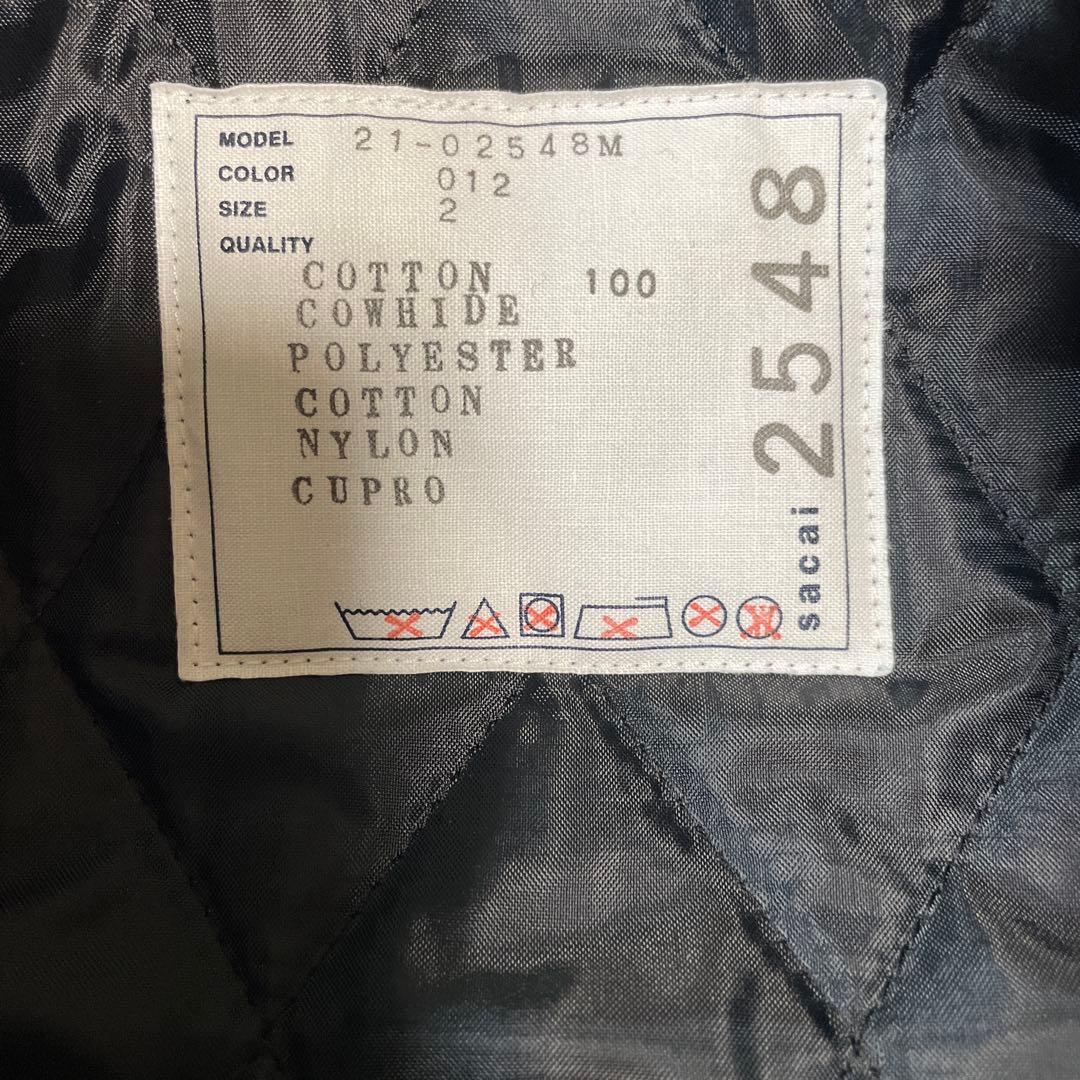 MODEL 21-02548M
COLOR 012
SIZE 2
QUALITY
COTTON 100
COWHIDE
POLYESTER
COTTON
NYLON
CUPRO
sacai 2548